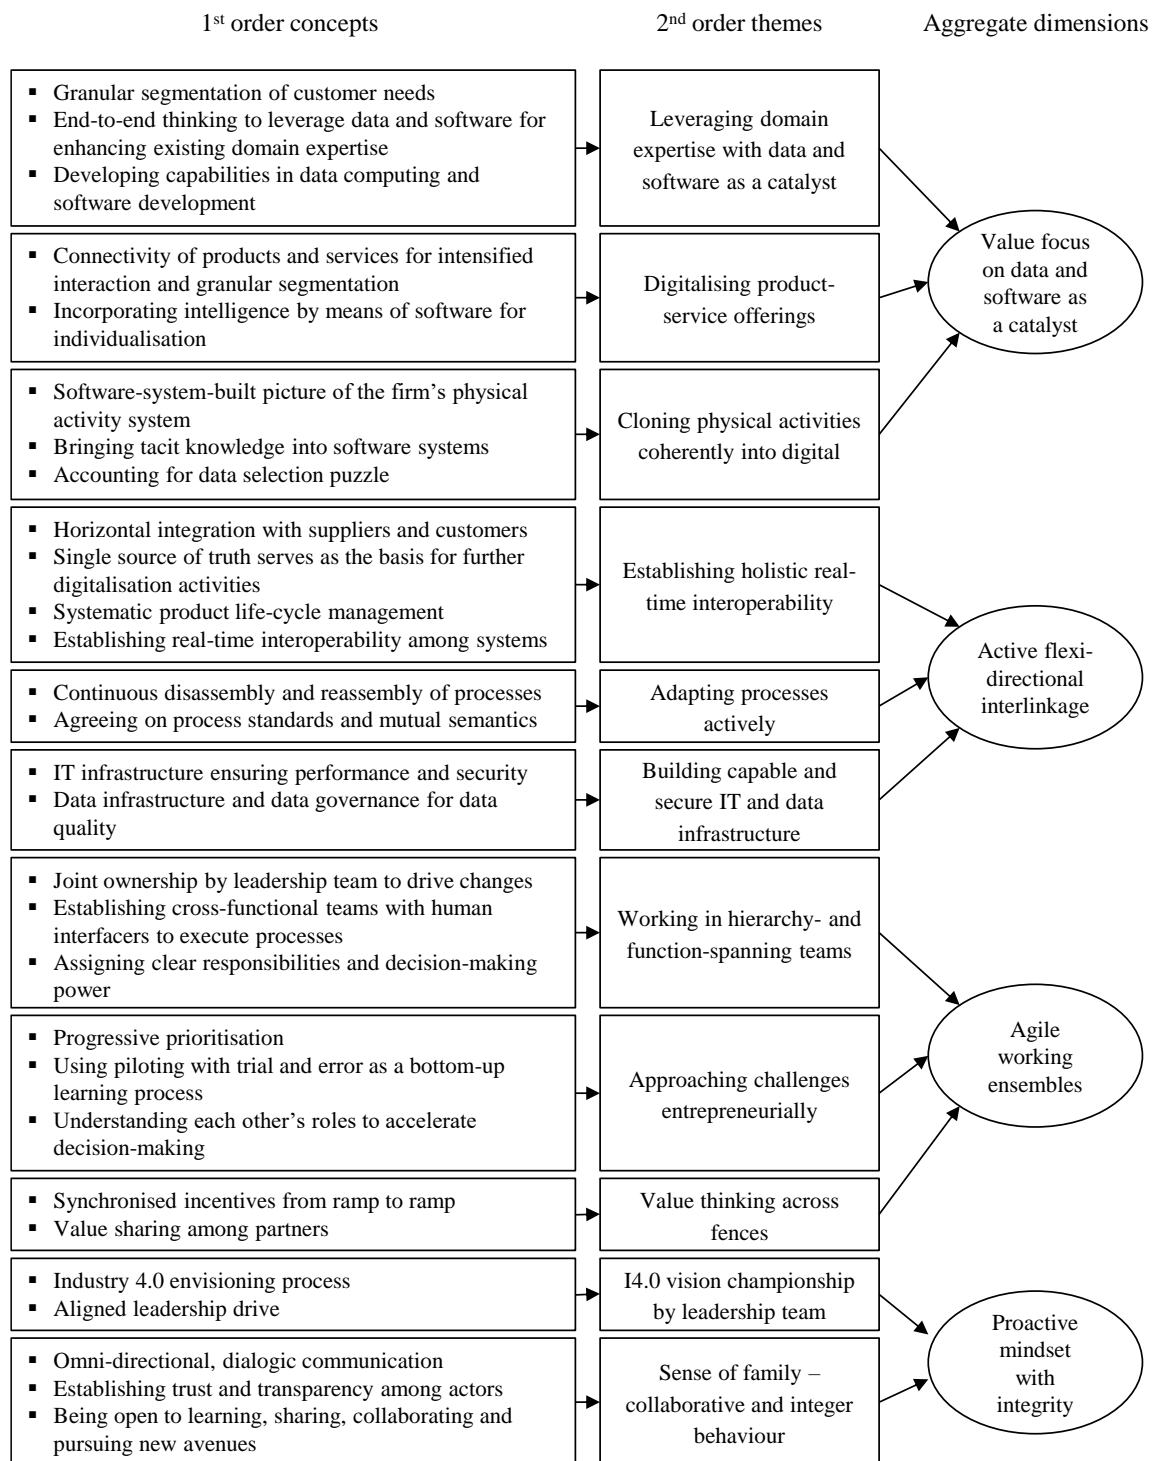 1st order concepts
2nd order themes
Aggregate dimensions
▪ Granular segmentation of customer needs
▪ End-to-end thinking to leverage data and software for
enhancing existing domain expertise
▪ Developing capabilities in data computing and
software development
Leveraging domain
expertise with data and
software as a catalyst
▪ Connectivity of products and services for intensified
interaction and granular segmentation
▪ Incorporating intelligence by means of software for
individualisation
Digitalising product-
service offerings
▪ Software-system-built picture of the firm’s physical
activity system
▪ Bringing tacit knowledge into software systems
▪ Accounting for data selection puzzle
Cloning physical activities
coherently into digital
Value focus
on data and
software as
a catalyst
▪ Horizontal integration with suppliers and customers
▪ Single source of truth serves as the basis for further
digitalisation activities
▪ Systematic product life-cycle management
▪ Establishing real-time interoperability among systems
Establishing holistic real-
time interoperability
▪ Continuous disassembly and reassembly of processes
▪ Agreeing on process standards and mutual semantics
Adapting processes
actively
▪ IT infrastructure ensuring performance and security
▪ Data infrastructure and data governance for data
quality
Building capable and
secure IT and data
infrastructure
Active flexi-
directional
interlinkage
▪ Joint ownership by leadership team to drive changes
▪ Establishing cross-functional teams with human
interfacers to execute processes
▪ Assigning clear responsibilities and decision-making
power
Working in hierarchy- and
function-spanning teams
▪ Progressive prioritisation
▪ Using piloting with trial and error as a bottom-up
learning process
▪ Understanding each other’s roles to accelerate
decision-making
Approaching challenges
entrepreneurially
▪ Synchronised incentives from ramp to ramp
▪ Value sharing among partners
Value thinking across
fences
Agile
working
ensembles
▪ Industry 4.0 envisioning process
▪ Aligned leadership drive
I4.0 vision championship
by leadership team
▪ Omni-directional, dialogic communication
▪ Establishing trust and transparency among actors
▪ Being open to learning, sharing, collaborating and
pursuing new avenues
Sense of family –
collaborative and integer
behaviour
Proactive
mindset
with
integrity